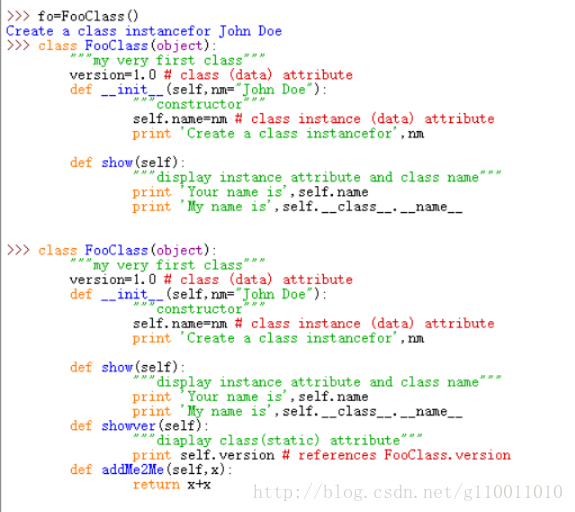 >>> fo=FooClass()
Create a class instancefor John Doe
>>> class FooClass(object):
"""my very first class"""
version=1.0 # class (data) attribute
def __init__(self,nm="John Doe"):
"""constructor"""
self.name=nm # class instance (data) attribute
print 'Create a class instancefor',nm
def show(self):
"""display instance attribute and class name"""
print 'Your name is',self.name
print 'My name is',self.__class__.__name__
>>> class FooClass(object):
"""my very first class"""
version=1.0 # class (data) attribute
def __init__(self,nm="John Doe"):
"""constructor"""
self.name=nm # class instance (data) attribute
print 'Create a class instancefor',nm
def show(self):
"""display instance attribute and class name"""
print 'Your name is',self.name
print 'My name is',self.__class__.__name__
def showver(self):
"""diaplay class(static) attribute"""
print self.version # references FooClass.version
def addMe2Me(self,x):
return x+x
http://blog.csdn.net/g110011010